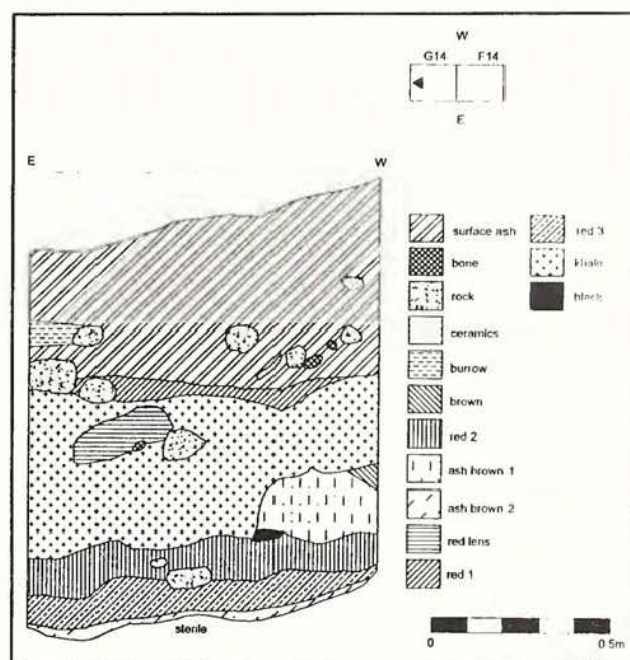 W
G14 F14
E
E W
surface ash
bone
rock
ceramics
burrow
brown
red 2
ash brown 1
ash brown 2
red lens
red 1
red 3
khaki
black
sterile
0 0 5m